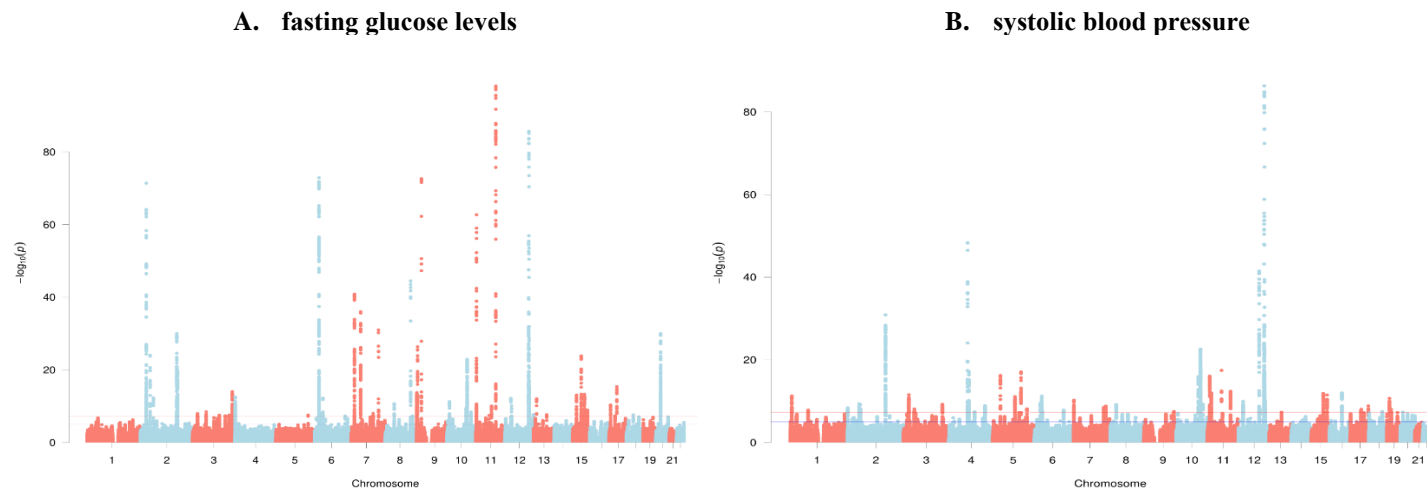 A. fasting glucose levels
B. systolic blood pressure
80
60
40
20
0
−log10(p)
1 2 3 4 5 6 7 8 9 10 11 12 13 15 17 19 21
Chromosome
80
60
40
20
0
−log10(p)
1 2 3 4 5 6 7 8 9 10 11 12 13 15 17 19 21
Chromosome